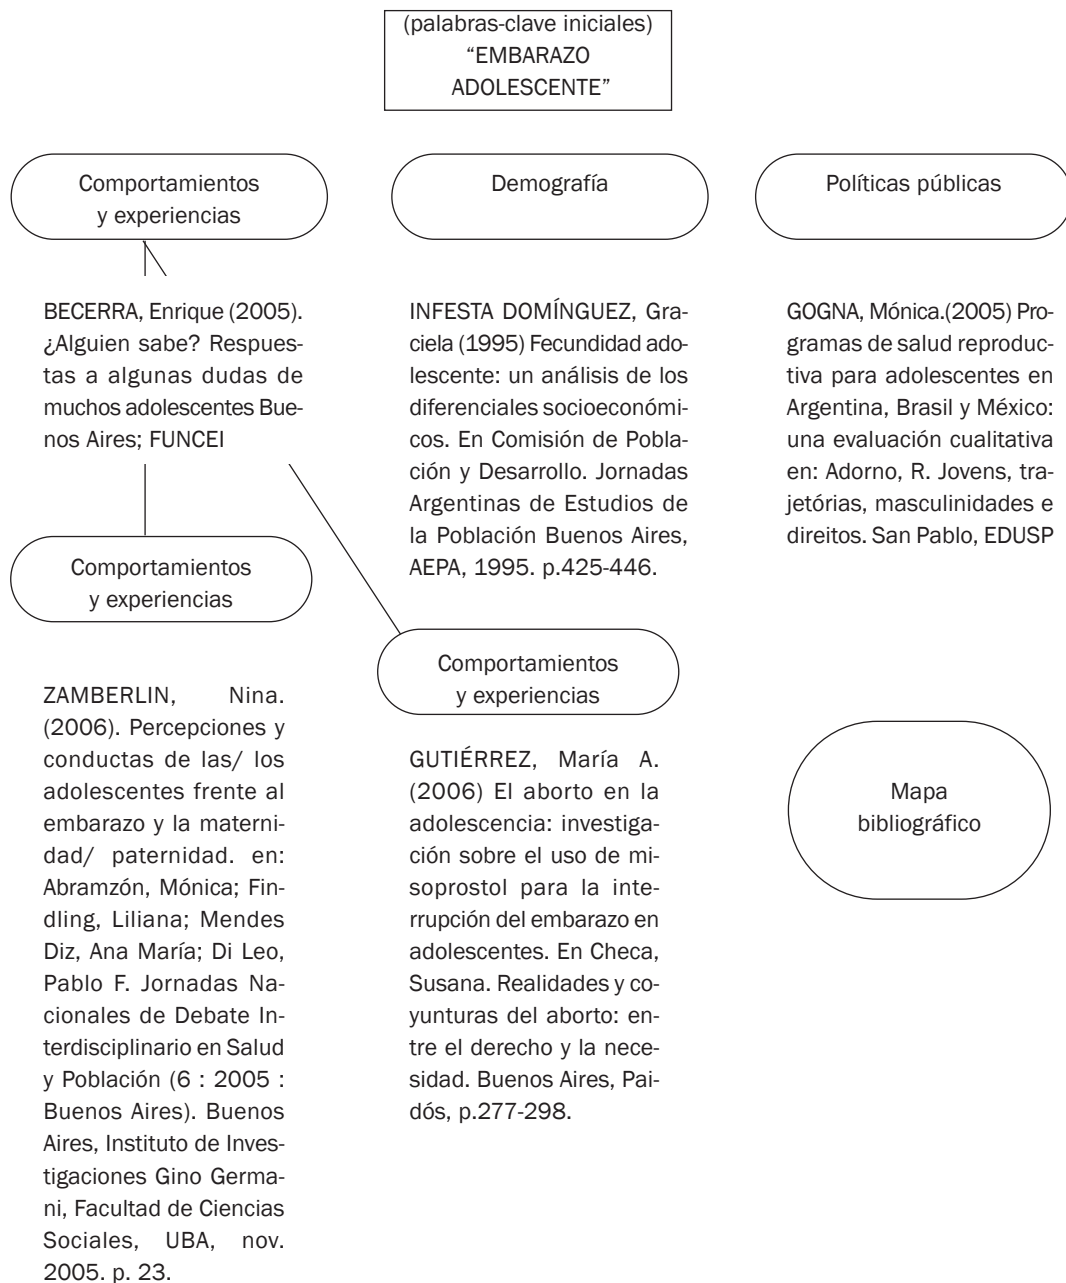 (palabras-clave iniciales)
“EMBARAZO
ADOLESCENTE”
Comportamientos
y experiencias
Demografía
Políticas públicas
BECERRA, Enrique (2005).
¿Alguien sabe? Respues-
tas a algunas dudas de
muchos adolescentes Bue-
nos Aires; FUNCEI
INFESTA DOMÍNGUEZ, Gra-
ciela (1995) Fecundidad ado-
lescente: un análisis de los
diferenciales socioeconómi-
cos. En Comisión de Pobla-
ción y Desarrollo. Jornadas
Argentinas de Estudios de
la Población Buenos Aires,
AEPA, 1995. p.425-446.
GOGNA, Mónica.(2005) Pro-
gramas de salud reproduc-
tiva para adolescentes en
Argentina, Brasil y México:
una evaluación cualitativa
en: Adorno, R. Jovens, tra-
jetórias, masculinidades e
direitos. San Pablo, EDUSP
Comportamientos
y experiencias
ZAMBERLIN, Nina.
(2006). Percepciones y
conductas de las/ los
adolescentes frente al
embarazo y la materni-
dad/ paternidad. en:
Abramzón, Mónica; Fin-
dling, Liliana; Mendes
Diz, Ana María; Di Leo,
Pablo F. Jornadas Na-
cionales de Debate In-
terdisciplinario en Salud
y Población (6 : 2005 :
Buenos Aires). Buenos
Aires, Instituto de Inves-
tigaciones Gino Germa-
ni, Facultad de Ciencias
Sociales, UBA, nov.
2005. p. 23.
Comportamientos
y experiencias
GUTIÉRREZ, María A.
(2006) El aborto en la
adolescencia: investiga-
ción sobre el uso de mi-
soprostol para la inte-
rrupción del embarazo en
adolescentes. En Checa,
Susana. Realidades y co-
yunturas del aborto: en-
tre el derecho y la nece-
sidad. Buenos Aires, Pai-
dós, p.277-298.
Mapa
bibliográfico